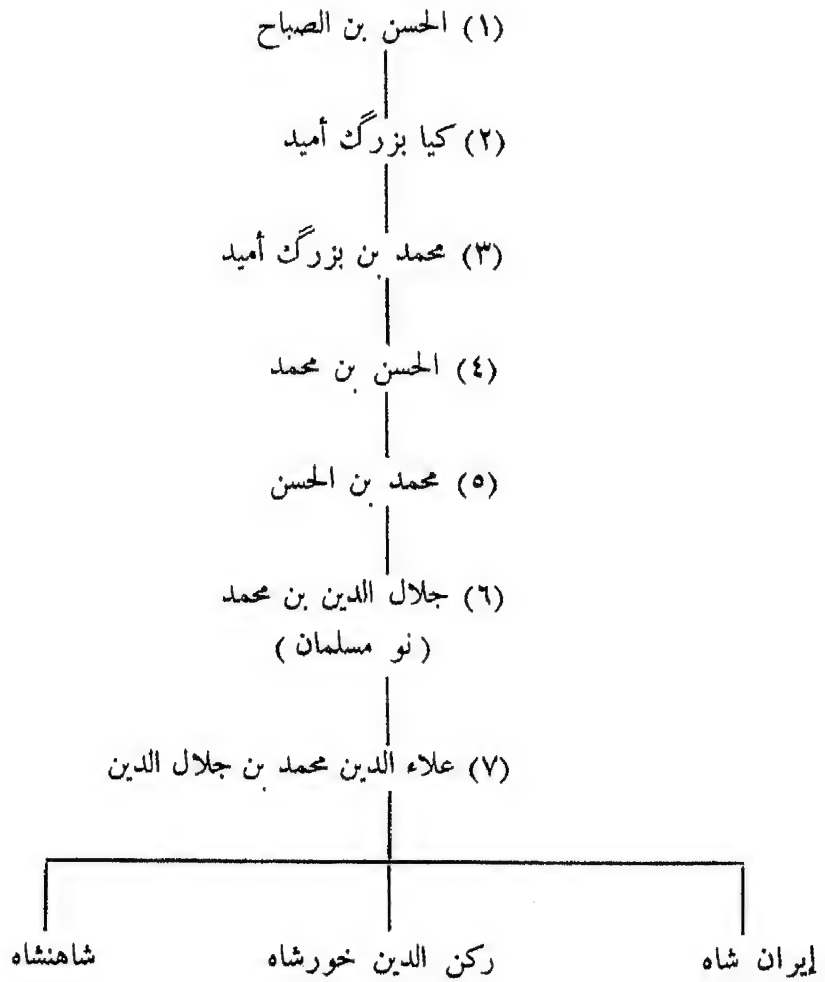 (١) الحسن بن الصباح
(٢) كيا بزرگ أميد
(٣) محمد بن بزرگ أميد
(٤) الحسن بن محمد
(٥) محمد بن الحسن
(٦) جلال الدين بن محمد
( نو مسلمان )
(٧) علاء الدين محمد بن جلال الدين
إيران شاه ركن الدين خورشاه شاهنشاه